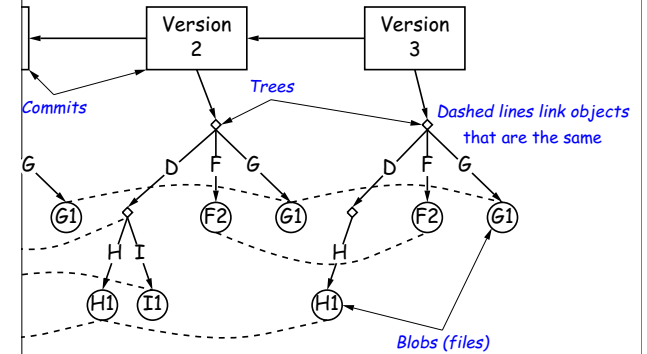 Version
2
Version
3
Commits
Trees
Dashed lines link objects
that are the same
G
D
F
G
D
F
G
G1
F2
G1
F2
G1
H
I
H
H1
I1
H1
Blobs (files)